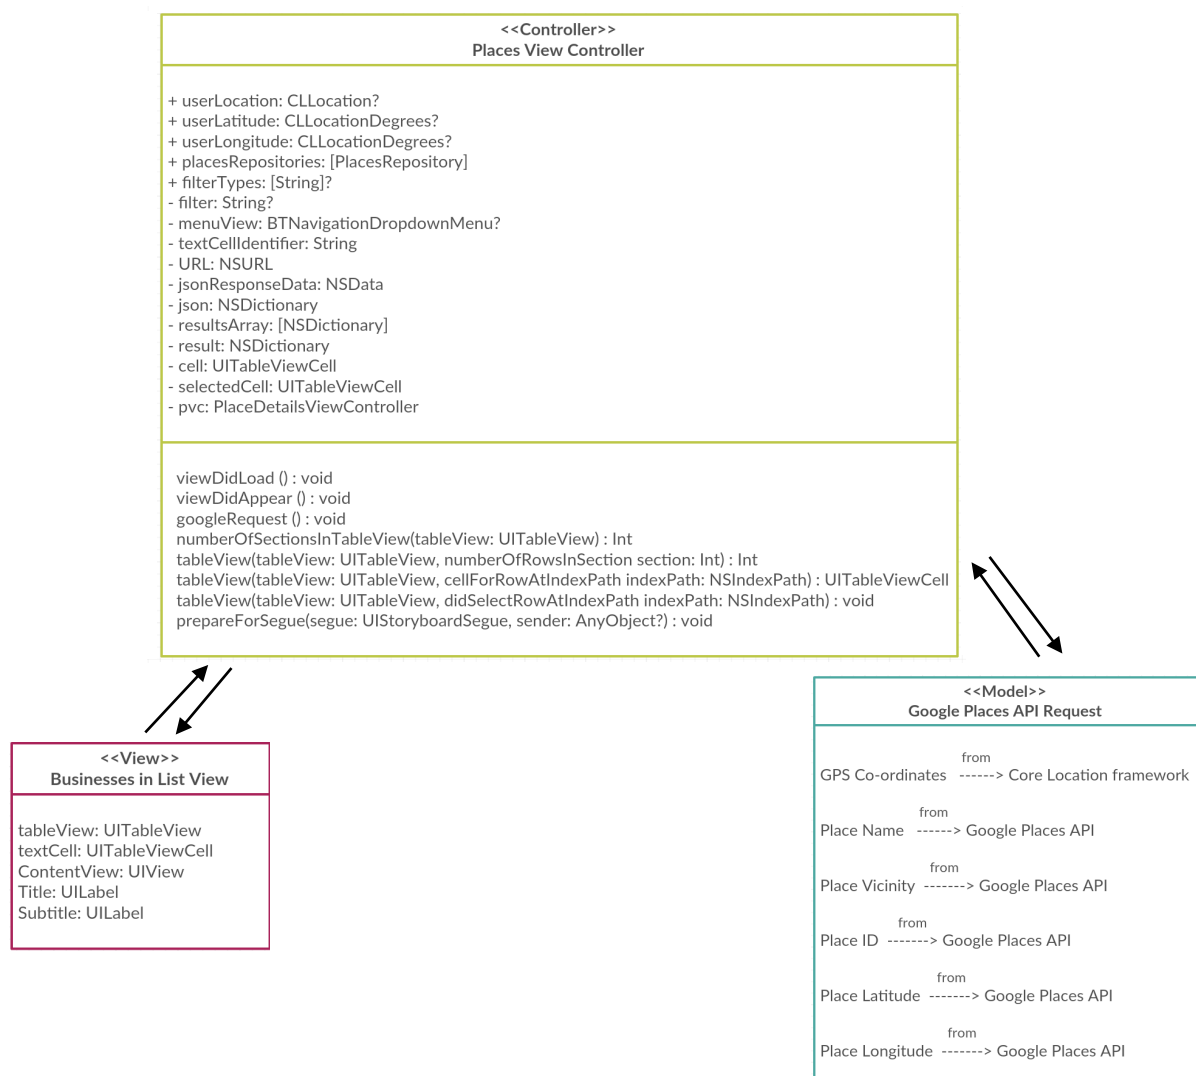 <<Controller>>
Places View Controller
+ userLocation: CLLocation?
+ userLatitude: CLLocationDegrees?
+ userLongitude: CLLocationDegrees?
+ placesRepositories: [PlacesRepository]
+ filterTypes: [String]?
- filter: String?
- menuView: BTNavigationDropdownMenu?
- textCellIdentifier: String
- URL: NSURL
- jsonResponseData: NSData
- json: NSDictionary
- resultsArray: [NSDictionary]
- result: NSDictionary
- cell: UITableViewCell
- selectedCell: UITableViewCell
- pvc: PlaceDetailsViewController
viewDidLoad () : void
viewDidAppear () : void
googleRequest () : void
numberOfSectionsInTableView(tableView: UITableView) : Int
tableView(tableView: UITableView, numberOfRowsInSection section: Int) : Int
tableView(tableView: UITableView, cellForRowAtIndexPath indexPath: NSIndexPath) : UITableViewCell
tableView(tableView: UITableView, didSelectRowAtIndexPath indexPath: NSIndexPath) : void
prepareForSegue(segue: UIStoryboardSegue, sender: AnyObject?) : void
<<View>>
Businesses in List View
tableView: UITableView
textCell: UITableViewCell
ContentView: UIView
Title: UILabel
Subtitle: UILabel
<<Model>>
Google Places API Request
from
GPS Co-ordinates ------> Core Location framework
from
Place Name ------> Google Places API
from
Place Vicinity -------> Google Places API
from
Place ID -------> Google Places API
from
Place Latitude -------> Google Places API
from
Place Longitude -------> Google Places API